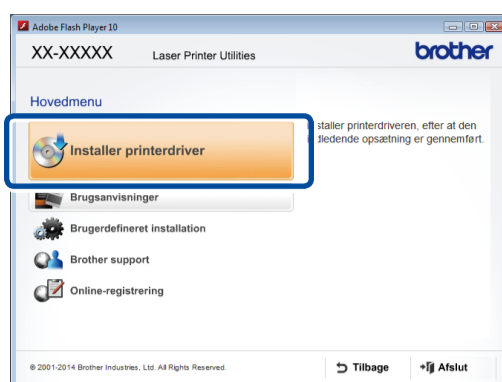 Adobe Flash Player 10
XX-XXXXX
Laser Printer Utilities
brother
Hovedmenu
Installer printerdriver
staller printerdriveren, efter at den
dledende opsætning er gennemført.
Brugsanvisninger
Brugerdefineret installation
Brother support
Online-registrering
© 2001-2014 Brother Industries, Ltd. All Rights Reserved.
Tilbage
Afslut